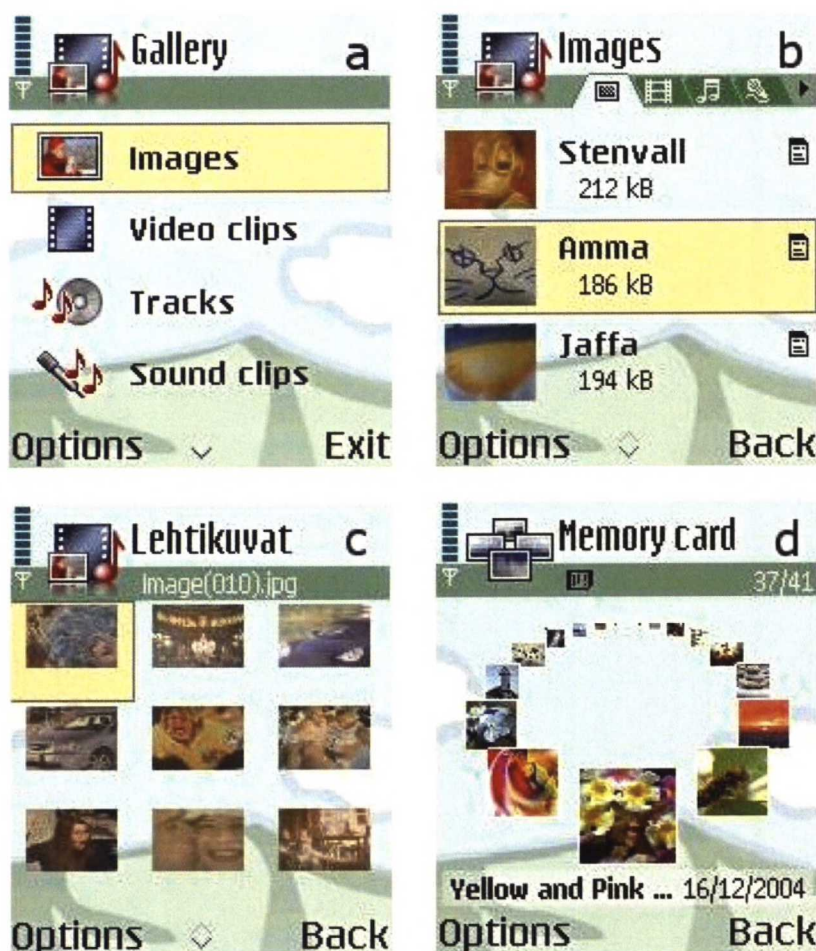 Gallery a
Images
Video clips
Tracks
Sound clips
Options Exit
Images b
Stenvall
212 kB
Amma
186 kB
Jaffa
194 kB
Options Back
Lehtikuvat c
Image(010).jpg
Options Back
Memory card d
37/41
Yellow and Pink ... 16/12/2004
Options Back